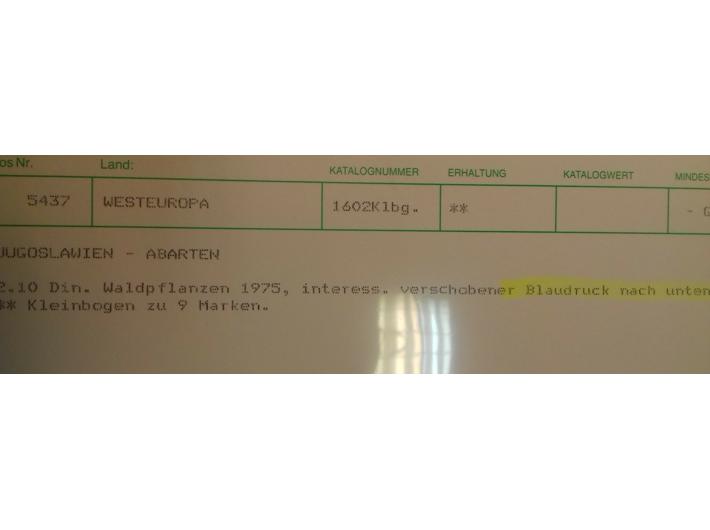 os Nr. Land: KATALOGNUMMER ERHALTUNG KATALOGWERT MINDES
5437 WESTEUROPA 1602Klbg. ** - G
JUGOSLAWIEN - ABARTEN
2.10 Din. Waldpflanzen 1975, interess. verschobener Blaudruck nach unten
** Kleinbogen zu 9 Marken.